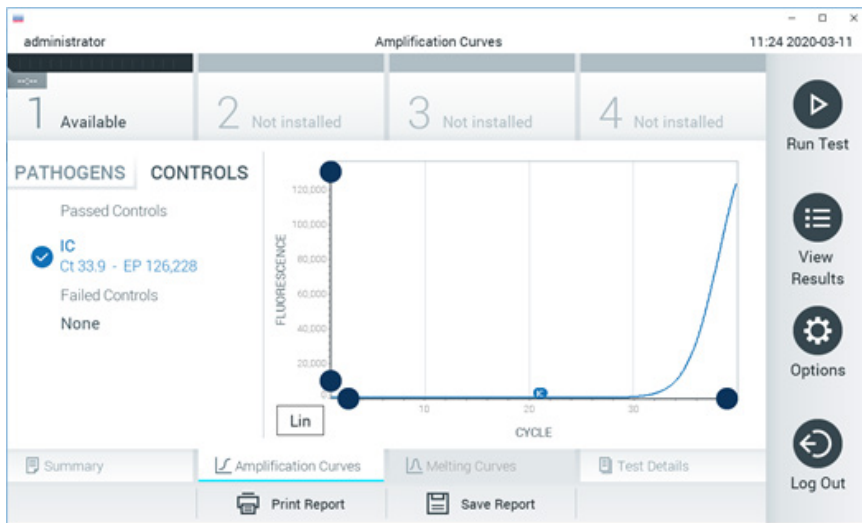 administrator
Amplification Curves
11:24 2020-03-11
--:--
1 Available
2 Not installed
3 Not installed
4 Not installed
Run Test
View
Results
Options
Log Out
PATHOGENS
CONTROLS
Passed Controls
IC
Ct 33.9 - EP 126,228
Failed Controls
None
FLUORESCENCE
120,000
100,000
80,000
60,000
40,000
20,000
0
IC
10
20
30
CYCLE
Lin
Summary
Amplification Curves
Melting Curves
Test Details
Print Report
Save Report